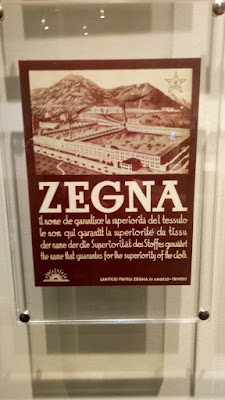 ZEGNA
il nome che garantisce la superiorità del tessuto
le nom qui garantit la superiorité du tissu
der name der die Superiorität des Stoffes gewährt
the name that guarantees for the superiority of the cloth.
LANIFICIO FRATELLI ZEGNA DI ANGELO - TRIVERO